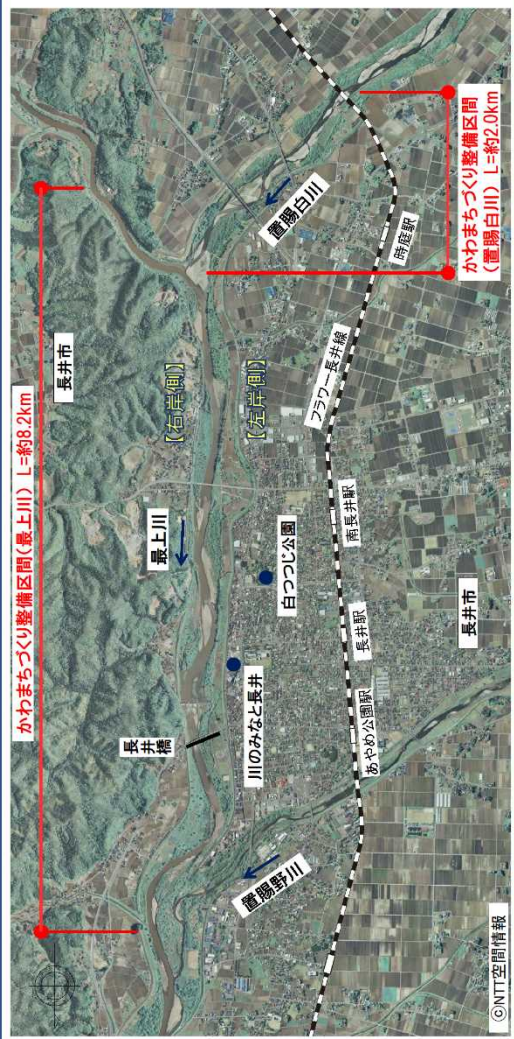 かわまちづくり整備区間(最上川) L=約8.2km
長井市
【右岸側】
最上川
【左岸側】
置賜白川
長井橋
川のみなと長井
白つつじ公園
置賜野川
フラワー長井線
時庭駅
南長井駅
長井駅
あやめ公園駅
長井市
かわまちづくり整備区間
(置賜白川) L=約2.0km
©NTT空間情報